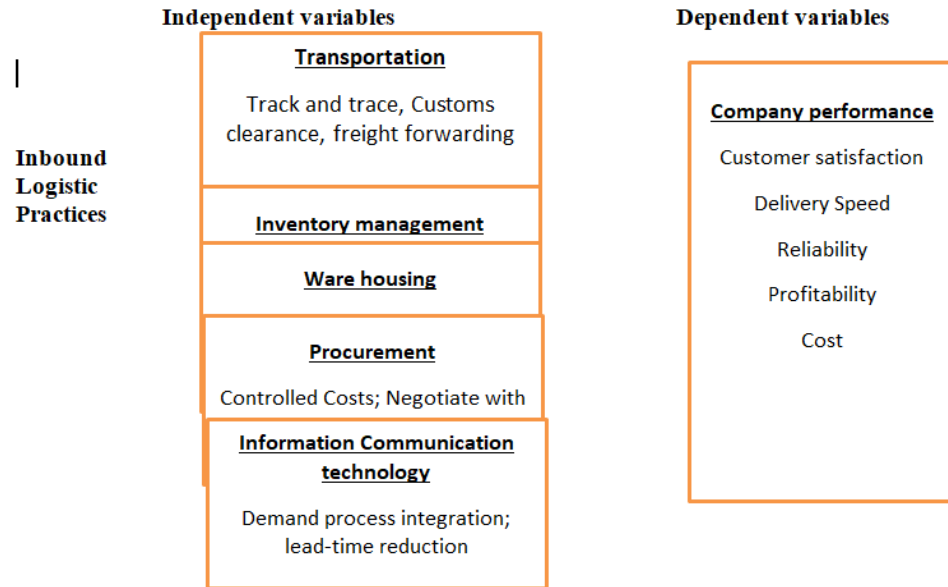 Independent variables
Dependent variables
Inbound
Logistic
Practices
Transportation
Track and trace, Customs
clearance, freight forwarding
Inventory management
Ware housing
Procurement
Controlled Costs; Negotiate with
Information Communication
technology
Demand process integration;
lead-time reduction
Company performance
Customer satisfaction
Delivery Speed
Reliability
Profitability
Cost